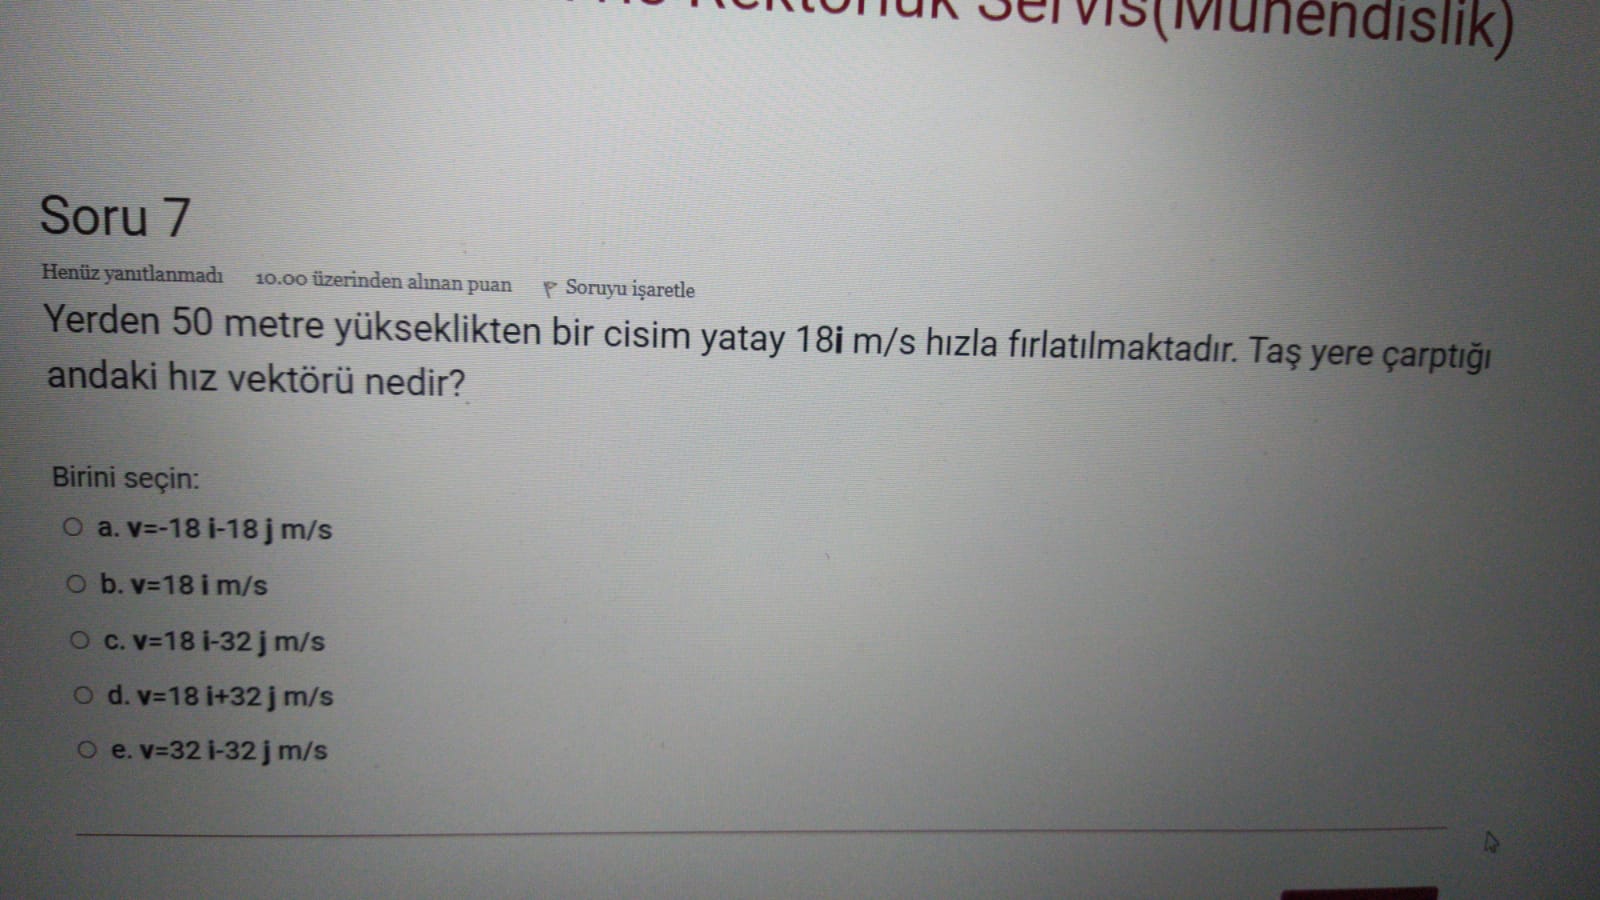 Servis(Mühendislik)
Soru 7
Henüz yanıtlanmadı 10.00 üzerinden alınan puan Soruyu işaretle
Yerden 50 metre yükseklikten bir cisim yatay 18i m/s hızla fırlatılmaktadır. Taş yere çarptığı
andaki hız vektörü nedir?
Birini seçin:
a. v=-18 i-18 j m/s
b. v=18 i m/s
c. v=18 i-32 j m/s
d. v=18 i+32 j m/s
e. v=32 i-32 j m/s